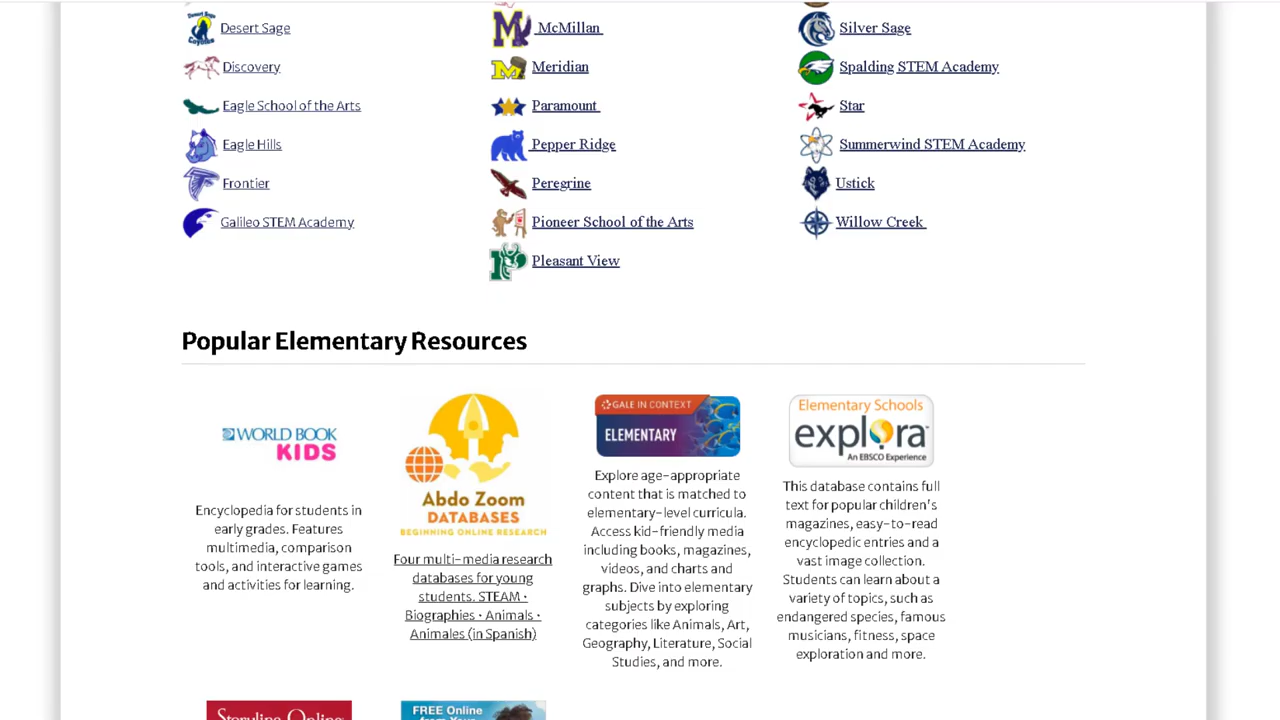 Desert Sage
Discovery
Eagle School of the Arts
Eagle Hills
Frontier
Galileo STEM Academy
McMillan
Meridian
Paramount
Pepper Ridge
Peregrine
Pioneer School of the Arts
Pleasant View
Silver Sage
Spalding STEM Academy
Star
Summerwind STEM Academy
Ustick
Willow Creek
Popular Elementary Resources
WORLD BOOK
KIDS
Encyclopedia for students in
early grades. Features
multimedia, comparison
tools, and interactive games
and activities for learning.
Abdo Zoom
DATABASES
BEGINNING ONLINE RESEARCH
Four multi-media research
databases for young
students. STEAM •
Biographies • Animals •
Animales (in Spanish)
GALE IN CONTEXT
ELEMENTARY
Explore age-appropriate
content that is matched to
elementary-level curricula.
Access kid-friendly media
including books, magazines,
videos, and charts and
graphs. Dive into elementary
subjects by exploring
categories like Animals, Art,
Geography, Literature, Social
Studies, and more.
Elementary Schools
explora
An EBSCO Experience
This database contains full
text for popular children's
magazines, easy-to-read
encyclopedic entries and a
vast image collection.
Students can learn about a
variety of topics, such as
endangered species, famous
musicians, fitness, space
exploration and more.
Storyline Online
FREE Online
from Your